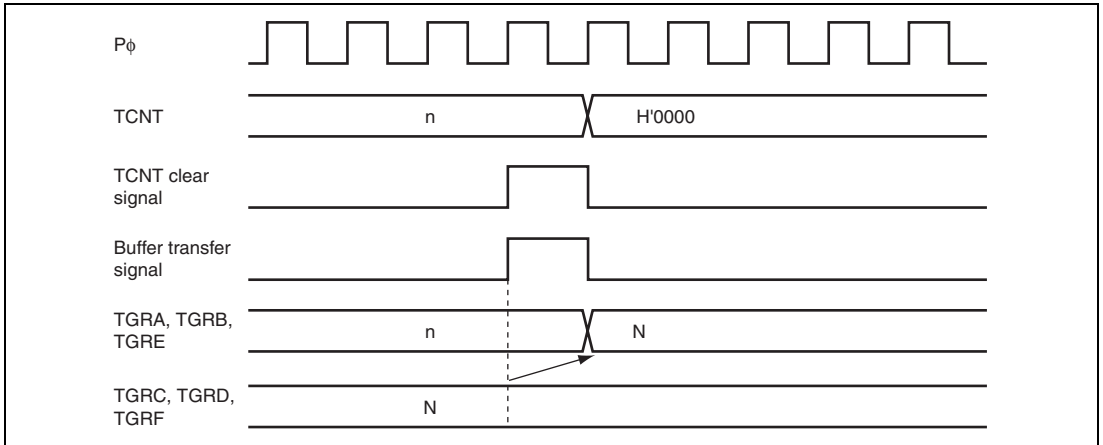 Pφ
TCNT
n
H'0000
TCNT clear
signal
Buffer transfer
signal
TGRA, TGRB,
TGRE
n
N
TGRC, TGRD,
TGRF
N